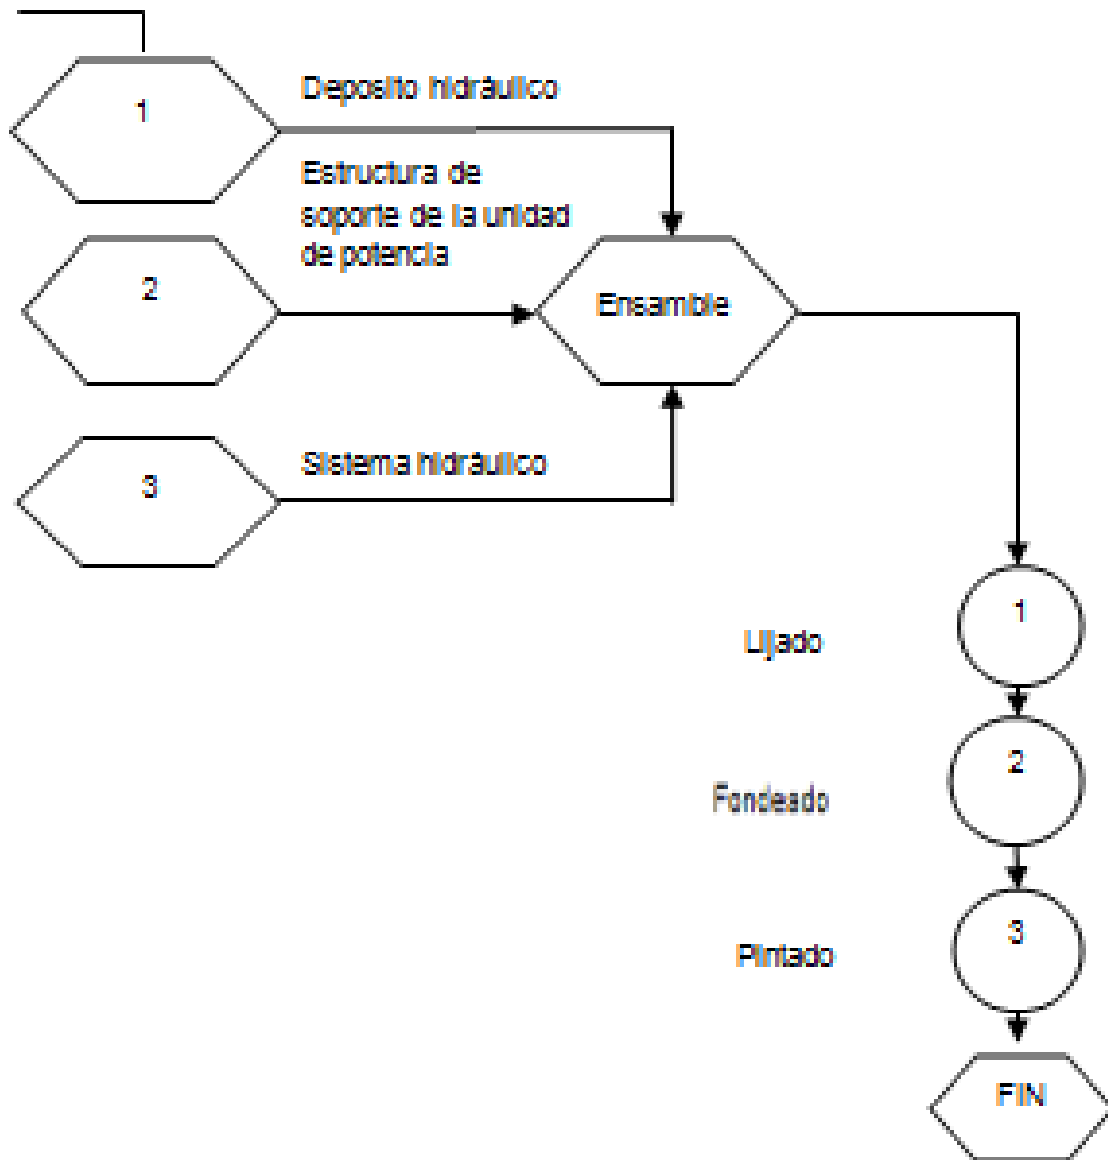 1
Deposito hidráulico
Estructura de
soporte de la unidad
de potencia
2
Ensamble
3
Sistema hidráulico
1
Lijado
2
Fondeado
3
Pintado
FIN